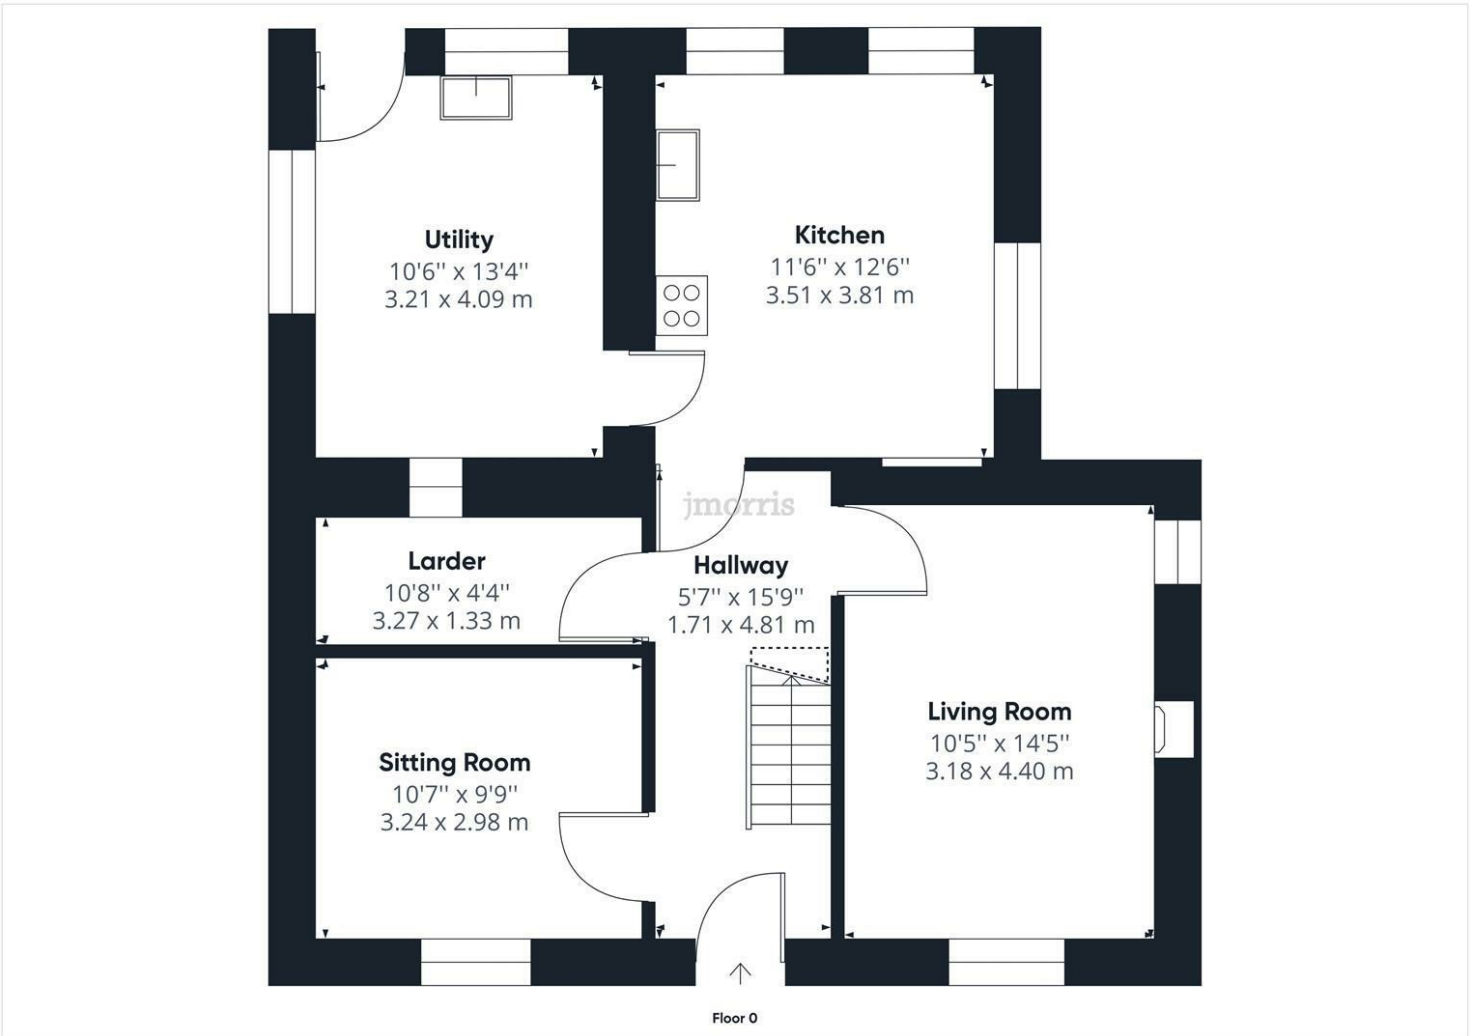 Utility
10'6'' x 13'4''
3.21 x 4.09 m
Kitchen
11'6'' x 12'6''
3.51 x 3.81 m
jmorris
Larder
10'8'' x 4'4''
3.27 x 1.33 m
Hallway
5'7'' x 15'9''
1.71 x 4.81 m
Sitting Room
10'7'' x 9'9''
3.24 x 2.98 m
Living Room
10'5'' x 14'5''
3.18 x 4.40 m
Floor 0